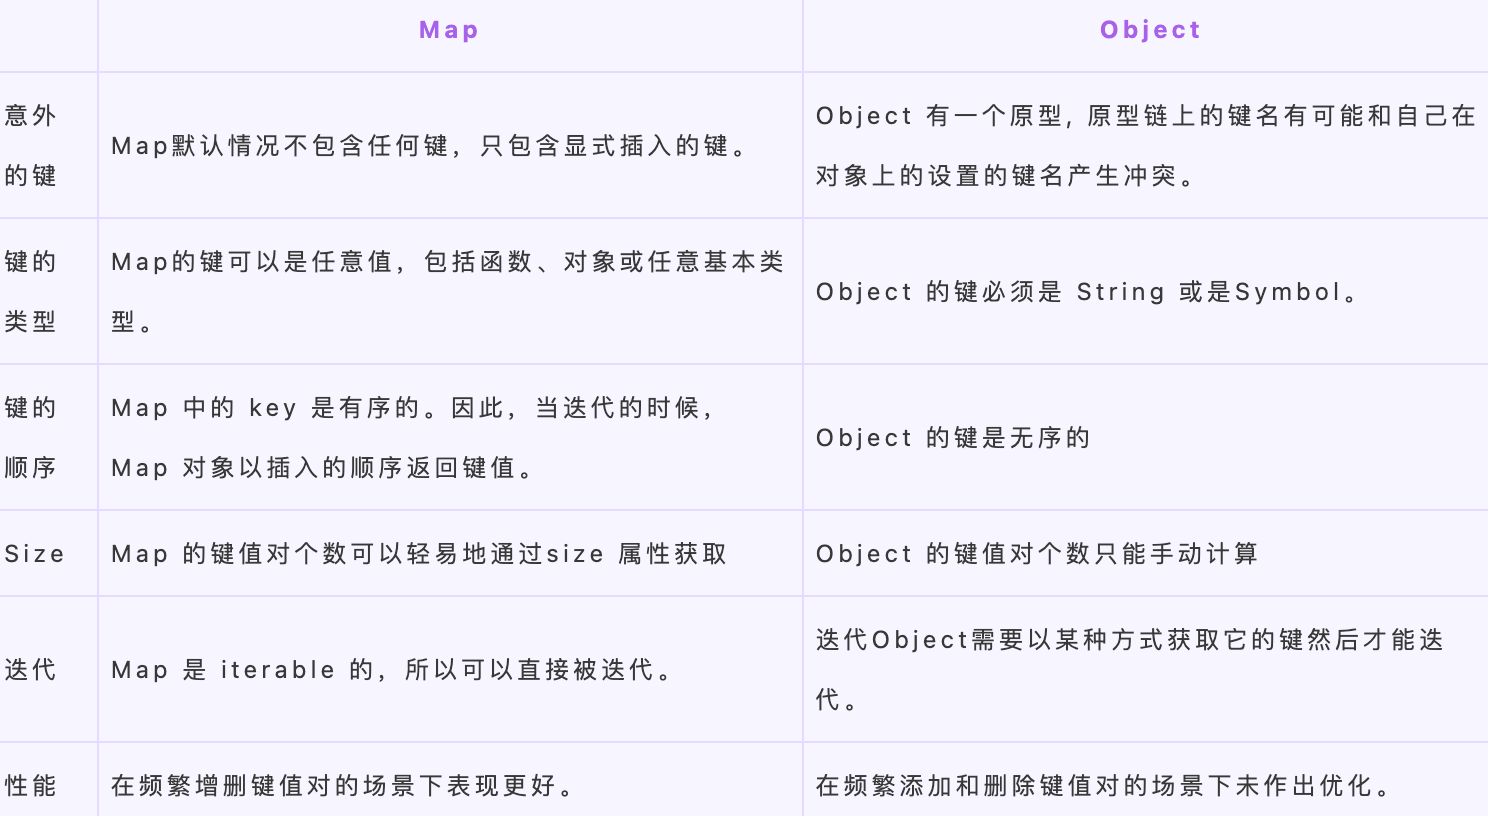 Map
Object
意外
的键
Map默认情况不包含任何键，只包含显式插入的键。
Object 有一个原型, 原型链上的键名有可能和自己在
对象上的设置的键名产生冲突。
键的
类型
Map的键可以是任意值，包括函数、对象或任意基本类
型。
Object 的键必须是 String 或是Symbol。
键的
顺序
Map 中的 key 是有序的。因此，当迭代的时候，
Map 对象以插入的顺序返回键值。
Object 的键是无序的
Size
Map 的键值对个数可以轻易地通过size 属性获取
Object 的键值对个数只能手动计算
迭代
Map 是 iterable 的，所以可以直接被迭代。
迭代Object需要以某种方式获取它的键然后才能迭
代。
性能
在频繁增删键值对的场景下表现更好。
在频繁添加和删除键值对的场景下未作出优化。